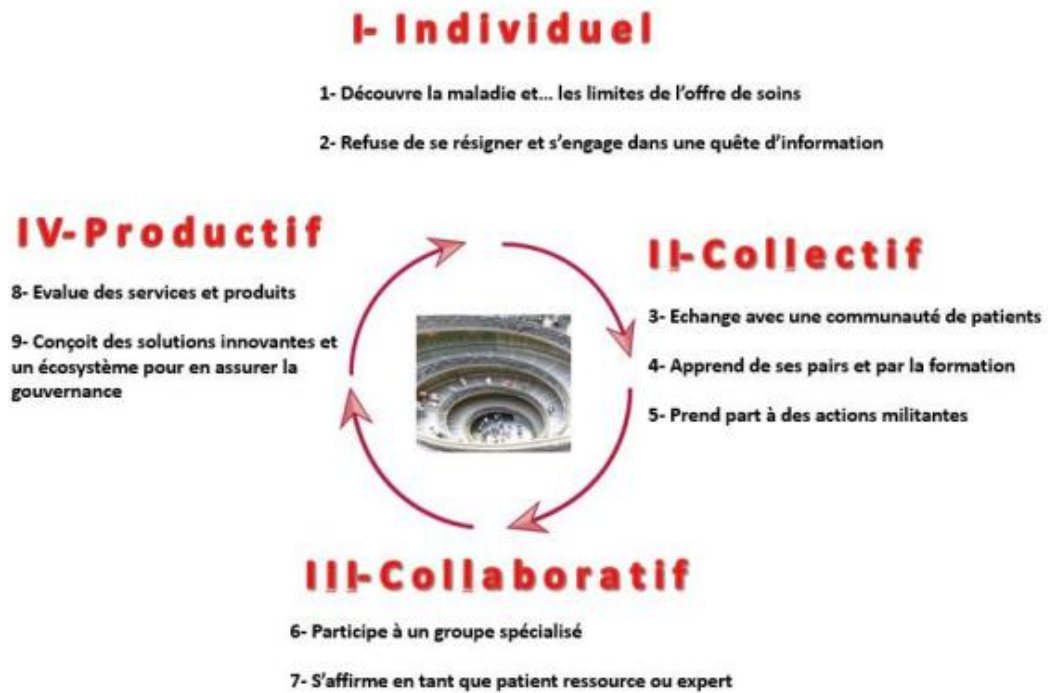 I- Individuel
1- Découvre la maladie et... les limites de l'offre de soins
2- Refuse de se résigner et s'engage dans une quête d'information
II-Collectif
3- Echange avec une communauté de patients
4- Apprend de ses pairs et par la formation
5- Prend part à des actions militantes
III-Collaboratif
6- Participe à un groupe spécialisé
7- S'affirme en tant que patient ressource ou expert
IV-Productif
8- Evalue des services et produits
9- Conçoit des solutions innovantes et
un écosystème pour en assurer la
gouvernance